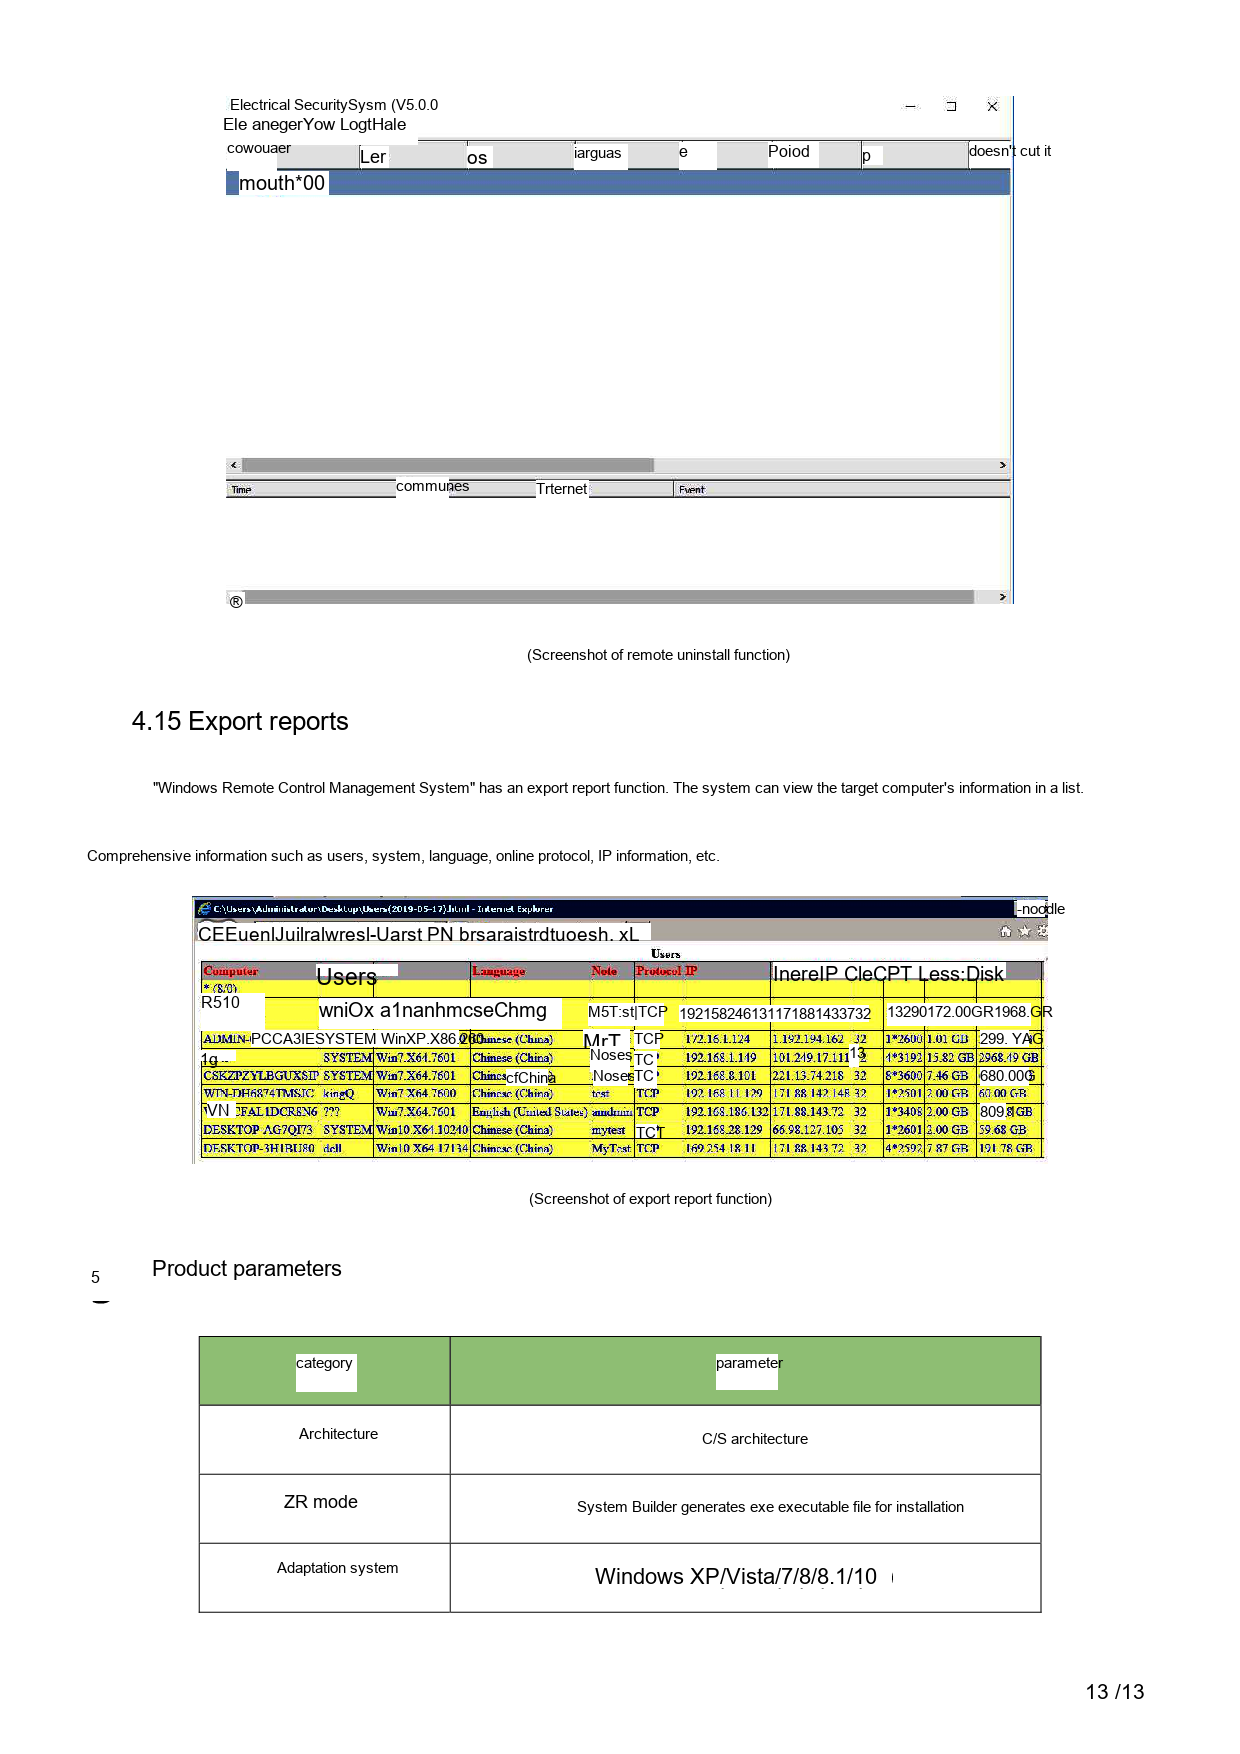 Electrical SecuritySysm (V5.0.0
Ele anegerYow LogtHale
cowouaer Ler os iarguas e Poiod p doesn't cut it
mouth*00
Time communes Trternet Event
®
(Screenshot of remote uninstall function)
4.15 Export reports
"Windows Remote Control Management System" has an export report function. The system can view the target computer's information in a list.
Comprehensive information such as users, system, language, online protocol, IP information, etc.
C:\Users\Administrator\Desktop\Users(2019-05-17).html - Internet Explorer -noodle
CEEuenlJuilralwresl-Uarst PN brsaraistrdtuoesh. xL
Users
Computer Users Language Note Protocol IP InereIP CleCPT Less:Disk
* (8/0)
R510 wniOx a1nanhmcseChmg M5T:st|TCP 192158246131171881433732 13290172.00GR1968.GR
ADMIN-PCCA3IESYSTEM WinXP.X86.260 Chinese (China) MrT TCP 172.16.1.124 1.192.194.162 32 1*2600 1.01 GB 299. YAG
1g SYSTEM Win7.X64.7601 Chinese (China) Noses TC 192.168.1.149 101.249.17.111 13 4*3192 15.82 GB 2968.49 GB
CSKZPZYLBGUXSIP SYSTEM Win7.X64.7601 cfChina Noses TC 192.168.8.101 221.13.74.218 32 8*3600 7.46 GB 680.00G
WIN-DH6874TMSJC kingQ Win7.X64.7600 Chinese (China) test TCP 192.168.11.129 171.88.142.148 32 1*2501 2.00 GB 60.00 GB
VN FAL1DCR8N6 ??? Win7.X64.7601 English (United States) anndmin TCP 192.168.186.132 171.88.143.72 32 1*3408 2.00 GB 809.8 GB
DESKTOP-AG7QI73 SYSTEM Win10.X64.10240 Chinese (China) mytest TCT 192.168.28.129 66.98.127.105 32 1*2601 2.00 GB 59.68 GB
DESKTOP-3H1BU80 dell Win10.X64.17134 Chinese (China) MyTest TCP 169.254.18.11 171.88.143.72 32 4*2592 7.87 GB 191.78 GB
(Screenshot of export report function)
5 Product parameters
category parameter
Architecture C/S architecture
ZR mode System Builder generates exe executable file for installation
Adaptation system Windows XP/Vista/7/8/8.1/10
13 /13